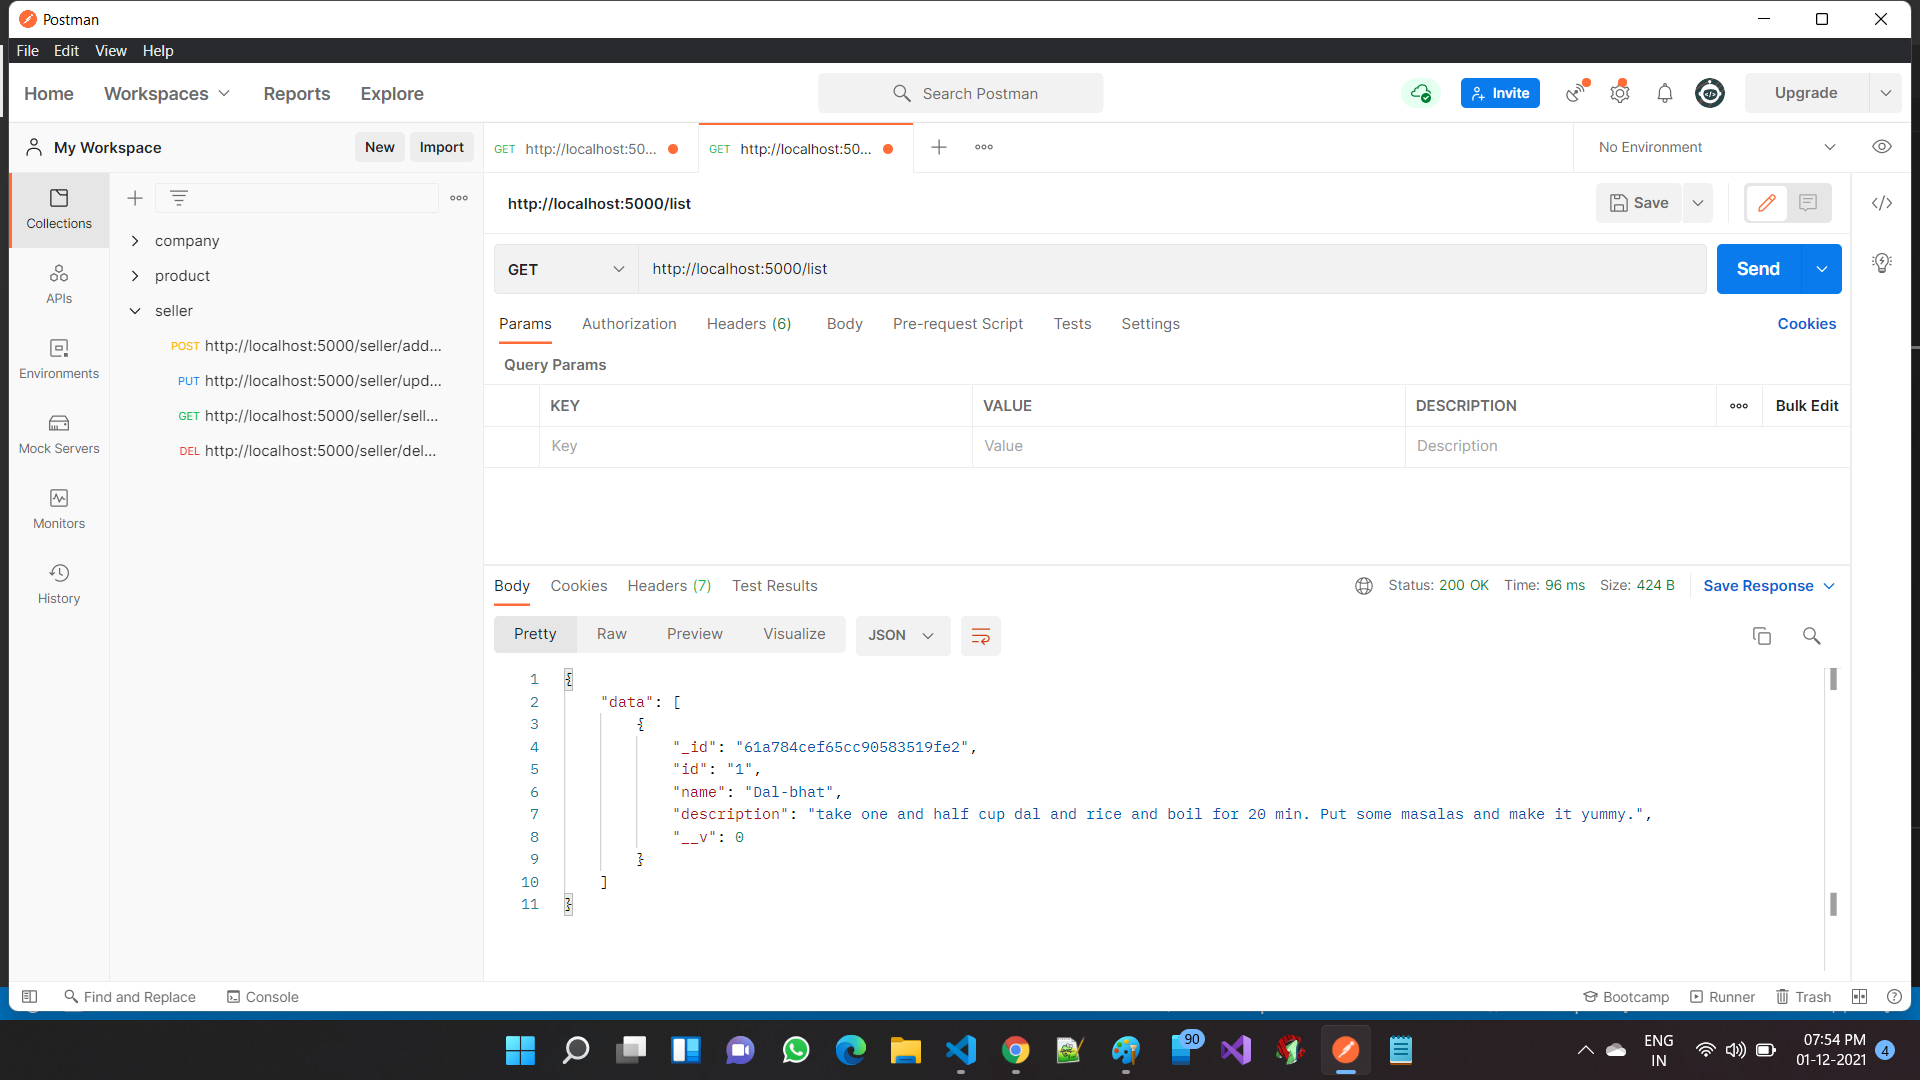 Postman
File Edit View Help
Home Workspaces Reports Explore
Search Postman
Invite
Upgrade
My Workspace
New Import
GET http://localhost:50...
GET http://localhost:50...
No Environment
Collections
APIs
Environments
Mock Servers
Monitors
History
company
product
seller
POST http://localhost:5000/seller/add...
PUT http://localhost:5000/seller/upd...
GET http://localhost:5000/seller/sell...
DEL http://localhost:5000/seller/del...
http://localhost:5000/list
Save
GET http://localhost:5000/list
Send
Params Authorization Headers (6) Body Pre-request Script Tests Settings
Cookies
Query Params
KEY VALUE DESCRIPTION Bulk Edit
Key Value Description
Body Cookies Headers (7) Test Results
Status: 200 OK Time: 96 ms Size: 424 B Save Response
Pretty Raw Preview Visualize JSON
1 {
2 "data": [
3 {
4 "_id": "61a784cef65cc90583519fe2",
5 "id": "1",
6 "name": "Dal-bhat",
7 "description": "take one and half cup dal and rice and boil for 20 min. Put some masalas and make it yummy.",
8 "__v": 0
9 }
10 ]
11 }
Find and Replace Console
Bootcamp Runner Trash
90
ENG
IN
07:54 PM
01-12-2021
4